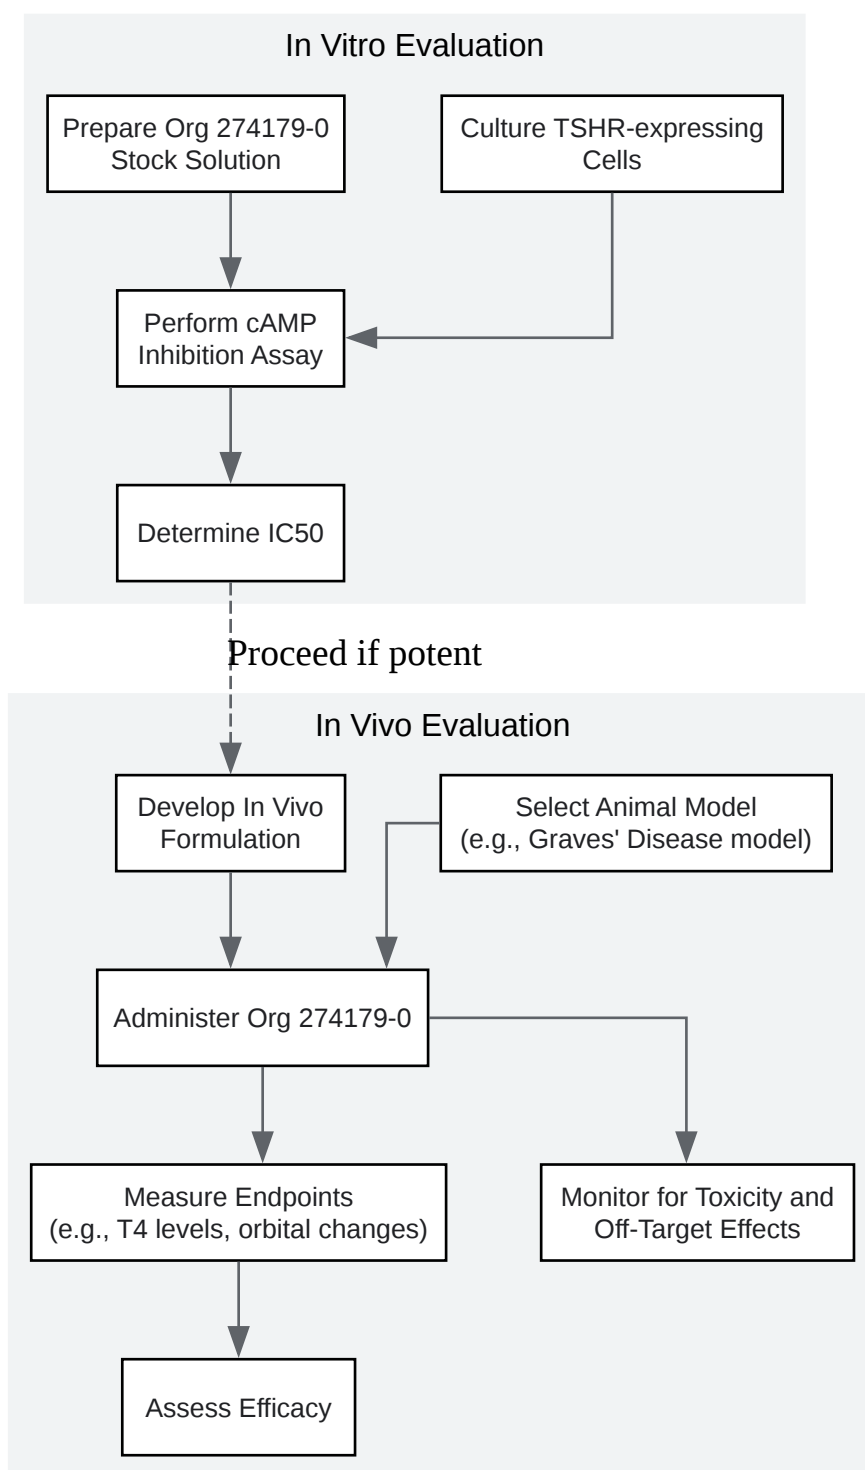 In Vitro Evaluation
Prepare Org 274179-0
Stock Solution
Culture TSHR-expressing
Cells
Perform cAMP
Inhibition Assay
Determine IC50
Proceed if potent
In Vivo Evaluation
Develop In Vivo
Formulation
Select Animal Model
(e.g., Graves' Disease model)
Administer Org 274179-0
Measure Endpoints
(e.g., T4 levels, orbital changes)
Monitor for Toxicity and
Off-Target Effects
Assess Efficacy